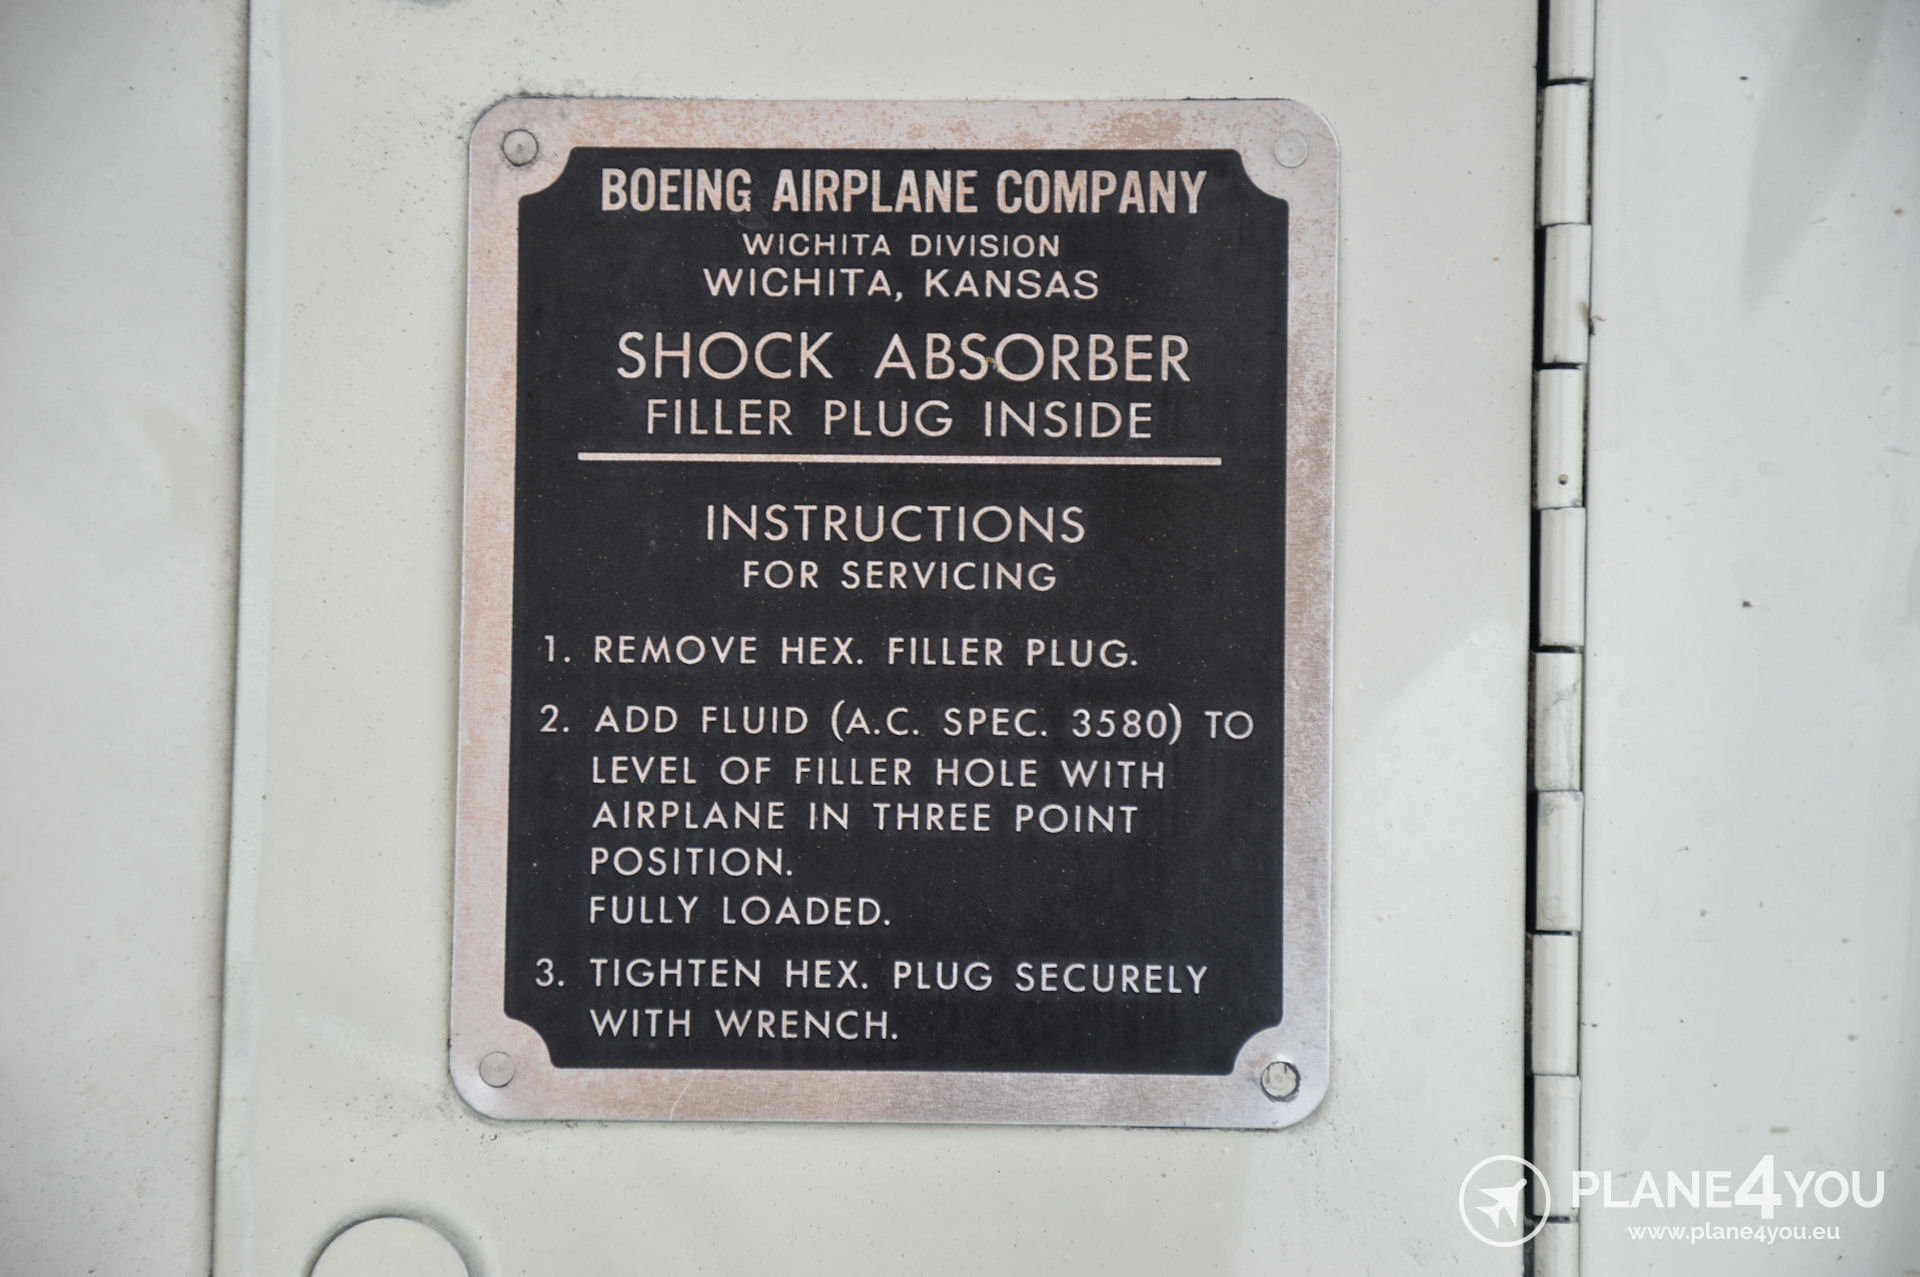 BOEING AIRPLANE COMPANY
WICHITA DIVISION
WICHITA, KANSAS
SHOCK ABSORBER
FILLER PLUG INSIDE
INSTRUCTIONS
FOR SERVICING
1. REMOVE HEX. FILLER PLUG.
2. ADD FLUID (A.C. SPEC. 3580) TO
LEVEL OF FILLER HOLE WITH
AIRPLANE IN THREE POINT
POSITION.
FULLY LOADED.
3. TIGHTEN HEX. PLUG SECURELY
WITH WRENCH.
PLANE4YOU
www.plane4you.eu